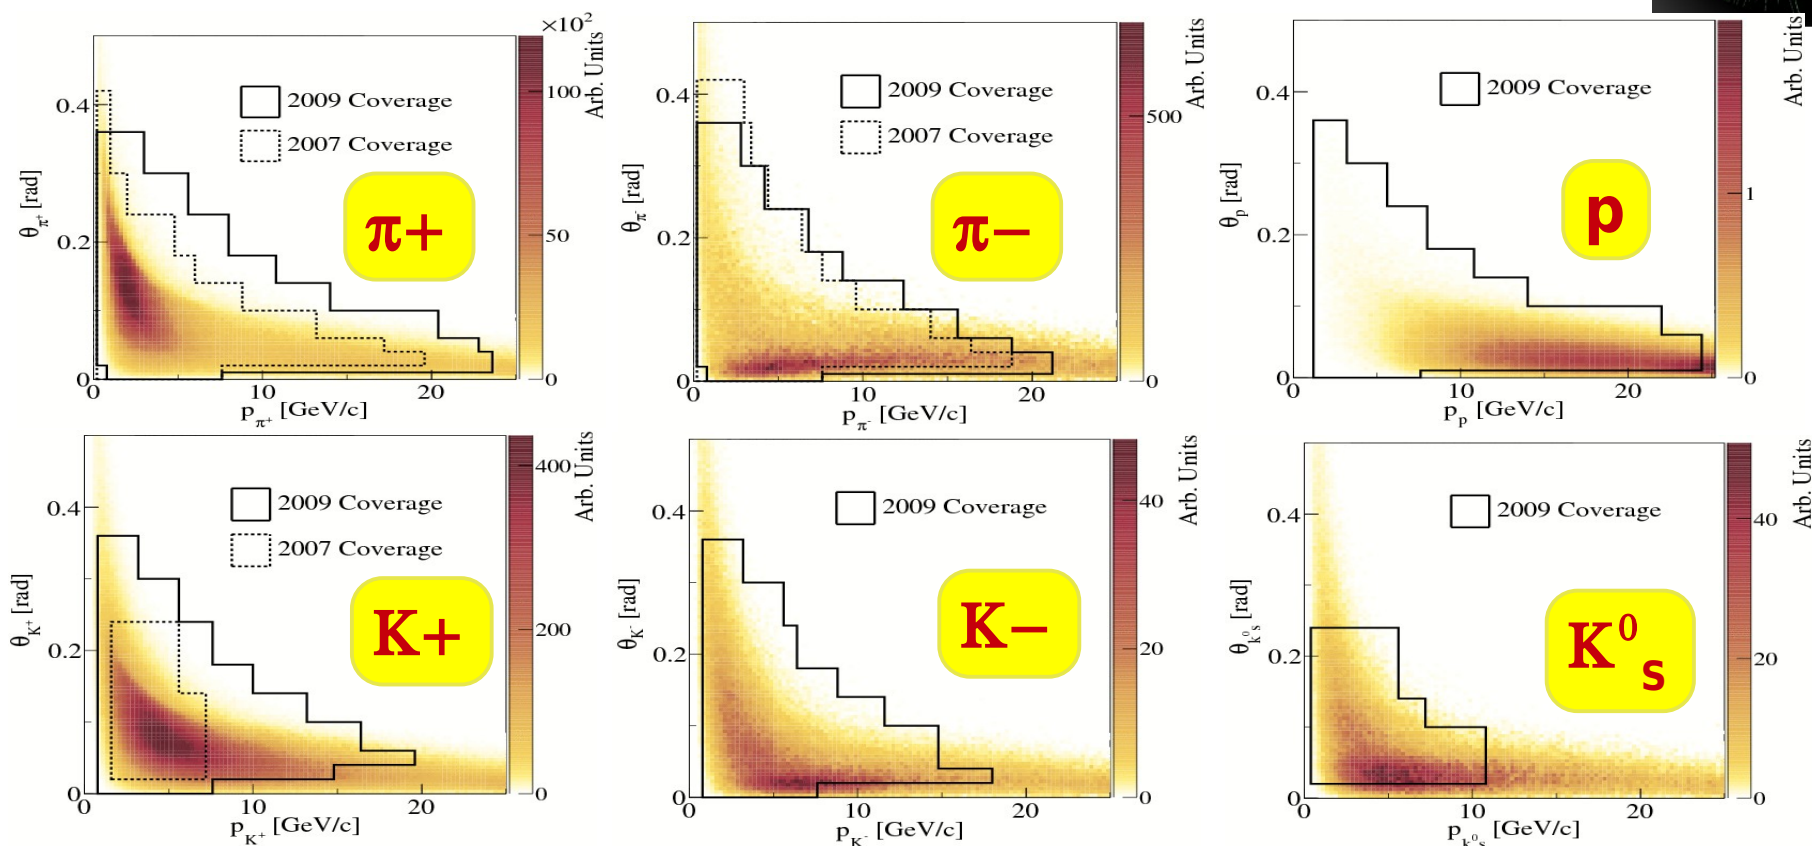 ×10²
Arb. Units
100
50
0
0.4
0.2
0
θπ⁺ [rad]
2009 Coverage
2007 Coverage
π+
0 10 20
pπ⁺ [GeV/c]
Arb. Units
500
0
0.4
0.2
0
θπ⁻ [rad]
2009 Coverage
2007 Coverage
π−
0 10 20
pπ⁻ [GeV/c]
Arb. Units
1
0
0.4
0.2
0
θp [rad]
2009 Coverage
p
0 10 20
pp [GeV/c]
Arb. Units
400
200
0
0.4
0.2
0
θK⁺ [rad]
2009 Coverage
2007 Coverage
K+
0 10 20
pK⁺ [GeV/c]
Arb. Units
40
20
0
0.4
0.2
0
θK⁻ [rad]
2009 Coverage
K−
0 10 20
pK⁻ [GeV/c]
Arb. Units
40
20
0
0.4
0.2
0
θk⁰s [rad]
2009 Coverage
K⁰s
0 10 20
pk⁰s [GeV/c]